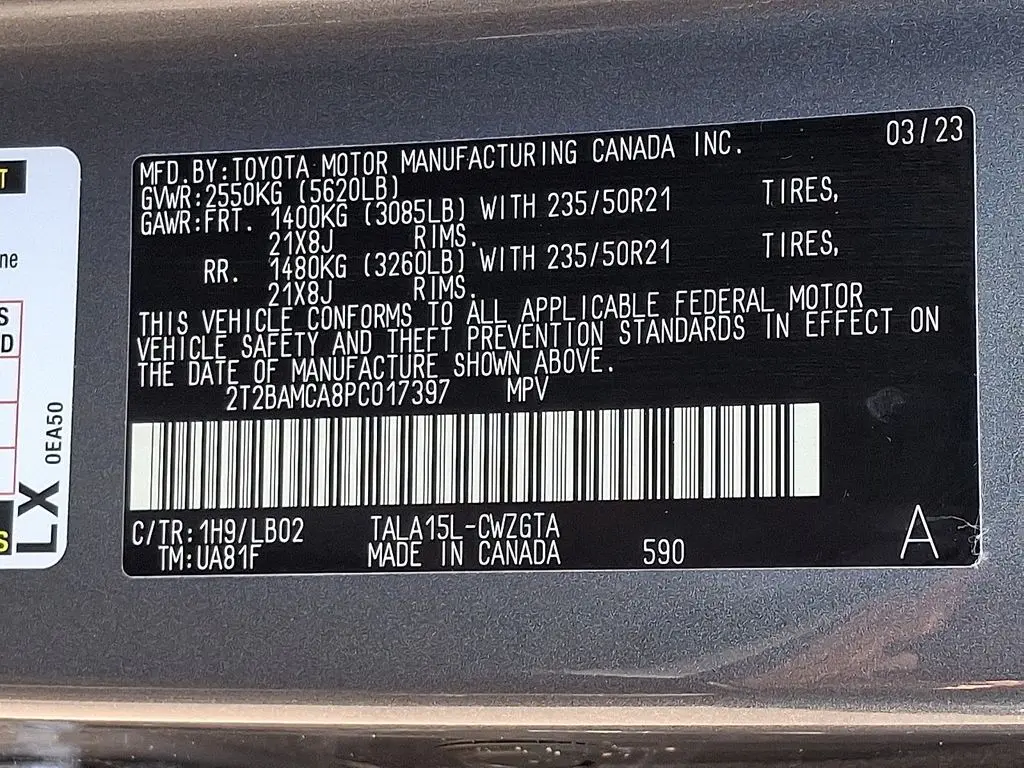 MFD.BY:TOYOTA MOTOR MANUFACTURING CANADA INC. 03/23
GVWR:2550KG (5620LB)
GAWR:FRT. 1400KG (3085LB) WITH 235/50R21 TIRES,
21X8J RIMS.
RR. 1480KG (3260LB) WITH 235/50R21 TIRES,
21X8J RIMS.
THIS VEHICLE CONFORMS TO ALL APPLICABLE FEDERAL MOTOR
VEHICLE SAFETY AND THEFT PREVENTION STANDARDS IN EFFECT ON
THE DATE OF MANUFACTURE SHOWN ABOVE.
2T2BAMCA8PC017397 MPV
C/TR:1H9/LB02 TALA15L-CWZGTA
TM:UA81F MADE IN CANADA 590 A
T
ne
S
D
S
LX 0EA50